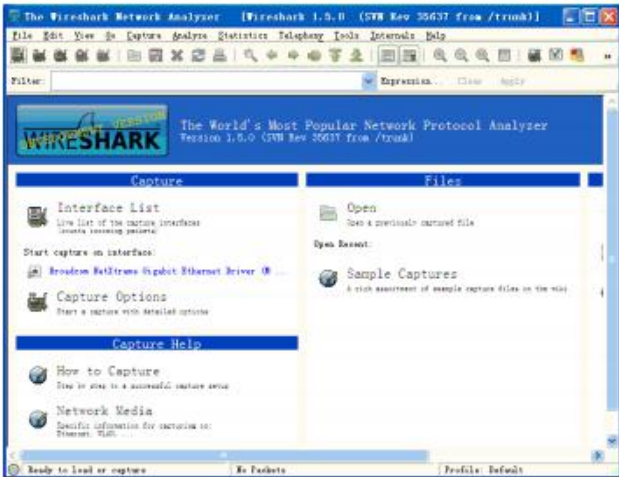 The Wireshark Network Analyzer [Wireshark 1.5.0 (SVN Rev 35637 from /trunk)]
File Edit View Go Capture Analyze Statistics Telephony Tools Internals Help
Filter: Expression... Clear Apply
DEVELOPMENT VERSION
WIRESHARK
The World's Most Popular Network Protocol Analyzer
Version 1.5.0 (SVN Rev 35637 from /trunk)
Capture
Interface List
Live list of the capture interfaces
(counts incoming packets)
Start capture on interface:
Broadcom NetXtreme Gigabit Ethernet Driver
Capture Options
Start a capture with detailed options
Capture Help
How to Capture
Step by step to a successful capture setup
Network Media
Specific information for capturing on:
Ethernet, WLAN, ...
Files
Open
Open a previously captured file
Open Recent:
Sample Captures
A rich assortment of example capture files on the wiki
Ready to load or capture No Packets Profile: Default